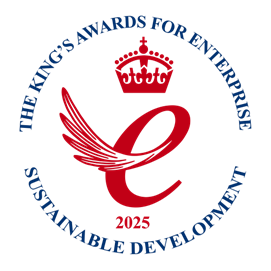 THE KING'S AWARDS FOR ENTERPRISE
e
2025
SUSTAINABLE DEVELOPMENT